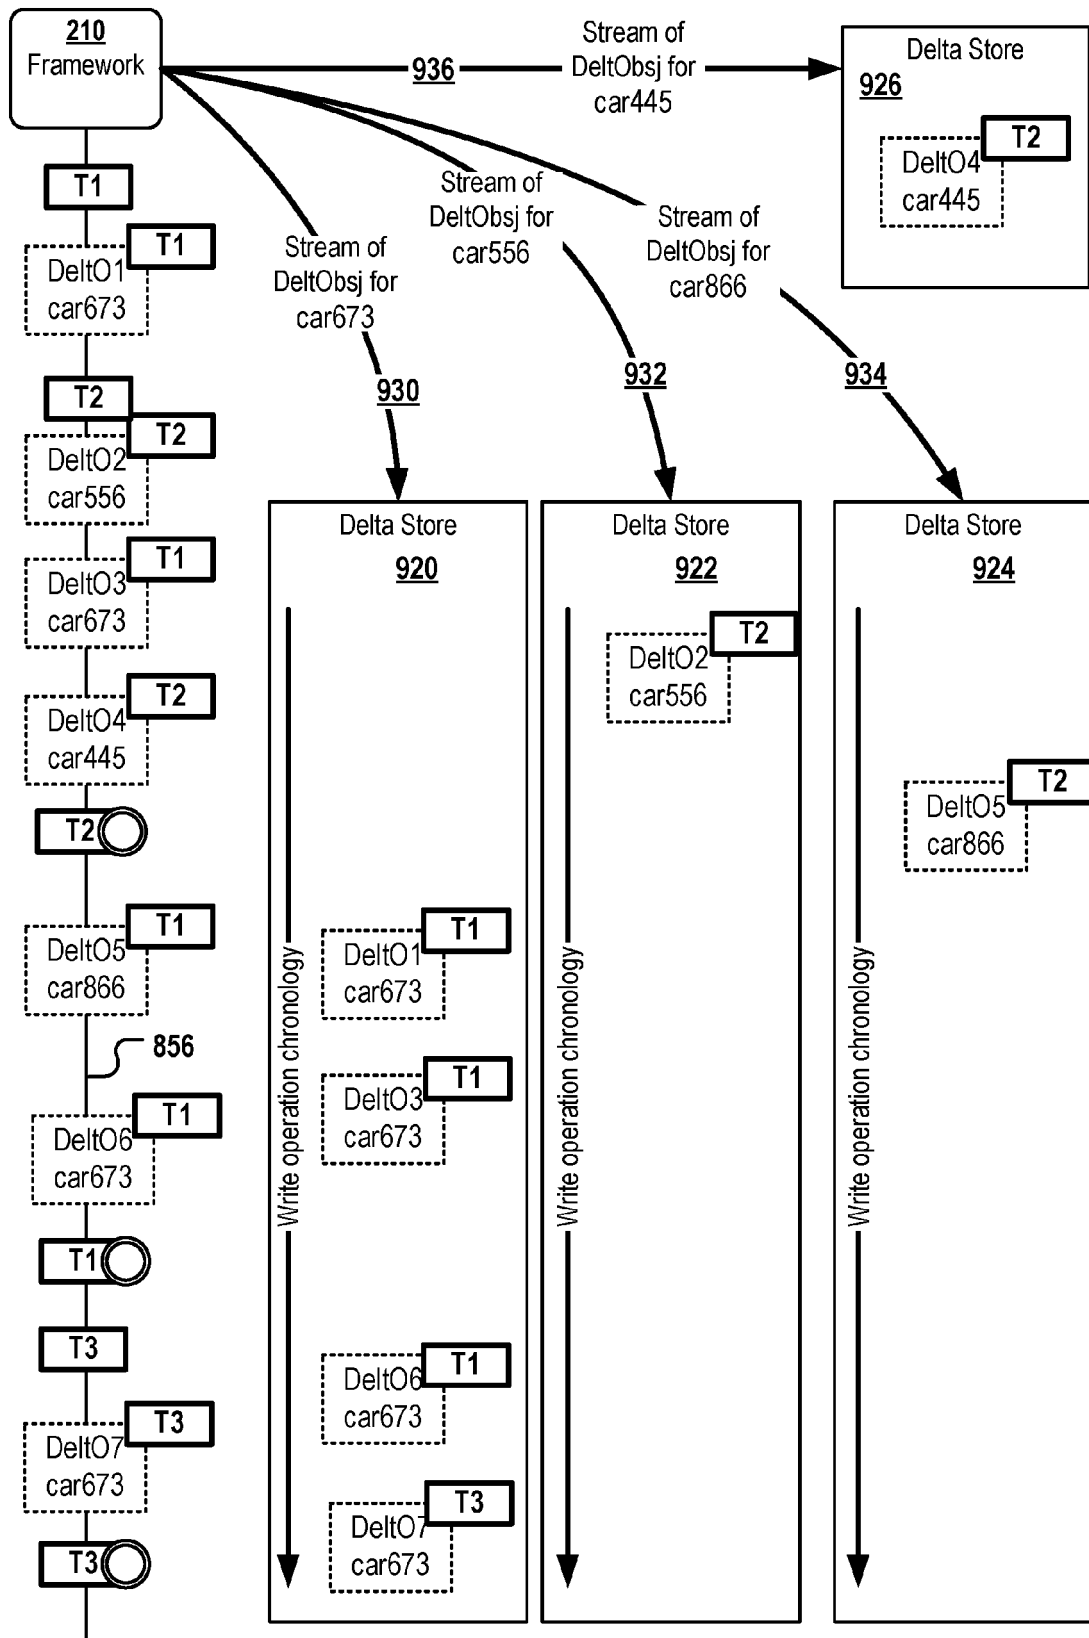 210
Framework
T1
T1
DeltO1
car673
T2
T2
DeltO2
car556
T1
DeltO3
car673
T2
DeltO4
car445
T2
T1
DeltO5
car866
856
T1
DeltO6
car673
T1
T3
T3
DeltO7
car673
T3
936
Stream of
DeltObsj for
car445
Stream of
DeltObsj for
car556
Stream of
DeltObsj for
car866
Stream of
DeltObsj for
car673
930
932
934
Delta Store
926
T2
DeltO4
car445
Delta Store
920
Write operation chronology
T1
DeltO1
car673
T1
DeltO3
car673
T1
DeltO6
car673
T3
DeltO7
car673
Delta Store
922
Write operation chronology
T2
DeltO2
car556
Delta Store
924
Write operation chronology
T2
DeltO5
car866